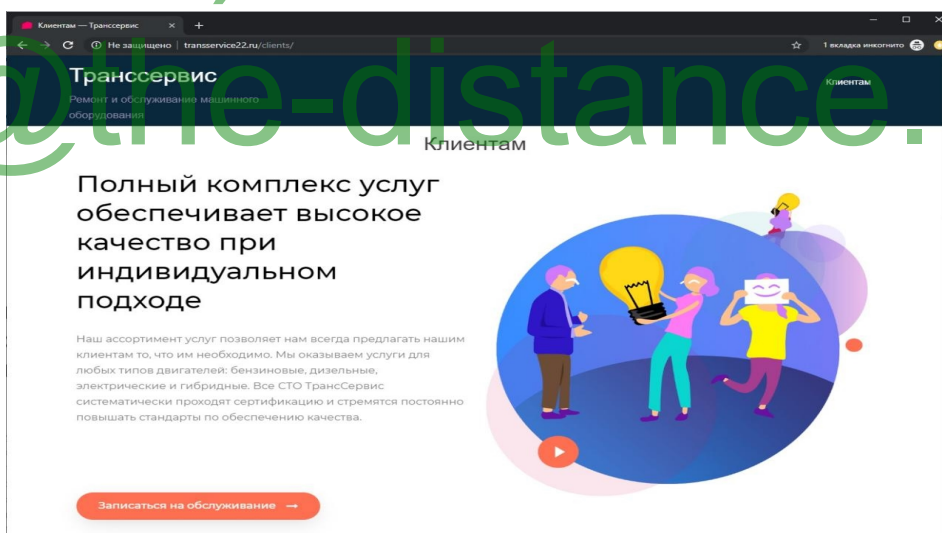 Клиентам — Транссервис
Не защищено | transservice22.ru/clients/
1 вкладка инкогнито
@the-distance.
Транссервис
Клиентам
Ремонт и обслуживание машинного
оборудования
Клиентам
Полный комплекс услуг
обеспечивает высокое
качество при
индивидуальном
подходе
Наш ассортимент услуг позволяет нам всегда предлагать нашим
клиентам то, что им необходимо. Мы оказываем услуги для
любых типов двигателей: бензиновые, дизельные,
электрические и гибридные. Все СТО ТрансСервис
систематически проходят сертификацию и стремятся постоянно
повышать стандарты по обеспечению качества.
Записаться на обслуживание →